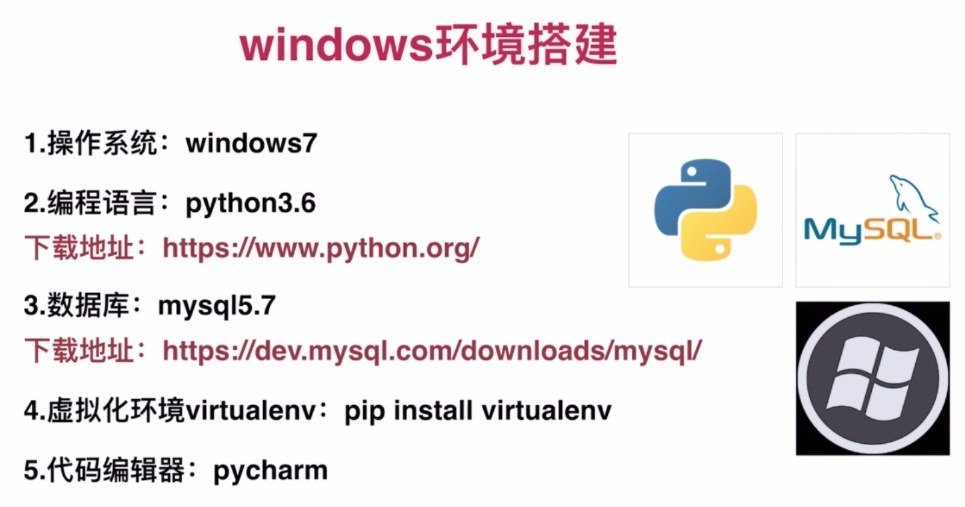 windows环境搭建
1.操作系统：windows7
2.编程语言：python3.6
下载地址：https://www.python.org/
3.数据库：mysql5.7
下载地址：https://dev.mysql.com/downloads/mysql/
4.虚拟化环境virtualenv：pip install virtualenv
5.代码编辑器：pycharm
MySQL®